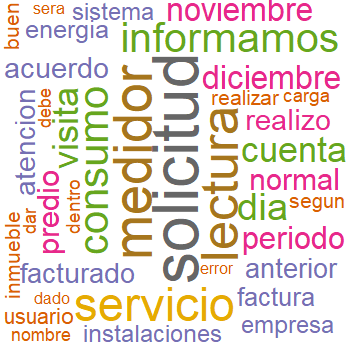 buen
sera
sistema
noviembre
energia
informamos
acuerdo
diciembre
atencion
debe
visita
consumo
medidor
solicitud
lectura
realizar
carga
realizo
cuenta
normal
dia
segun
periodo
inmueble
dar
predio
dentro
error
anterior
facturado
dado
servicio
factura
usuario
nombre
instalaciones
empresa